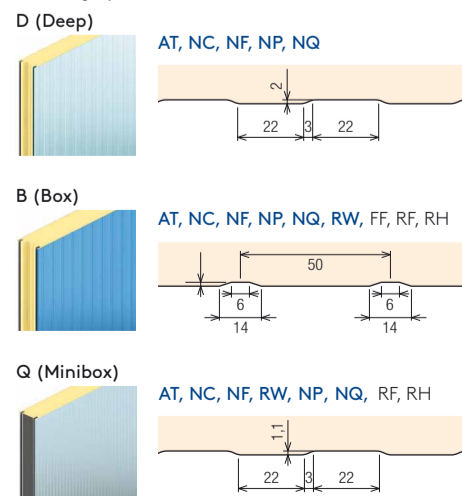 D (Deep)
AT, NC, NF, NP, NQ
2
22 3 22
B (Box)
AT, NC, NF, NP, NQ, RW, FF, RF, RH
50
6 6
14 14
Q (Minibox)
AT, NC, NF, RW, NP, NQ, RF, RH
1,1
22 3 22